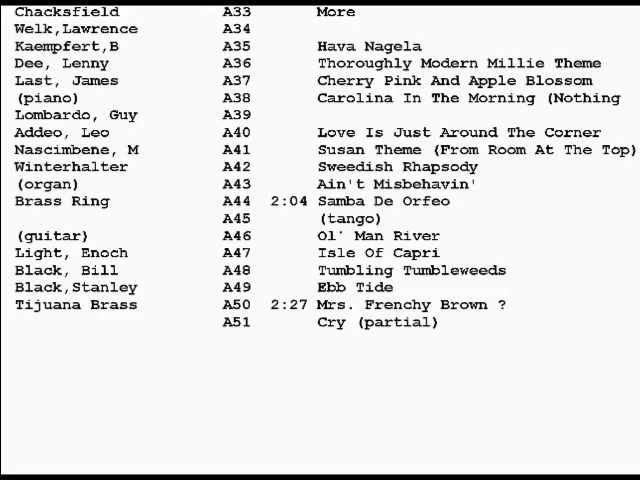 Chacksfield A33 More
Welk,Lawrence A34
Kaempfert,B A35 Hava Nagela
Dee, Lenny A36 Thoroughly Modern Millie Theme
Last, James A37 Cherry Pink And Apple Blossom
(piano) A38 Carolina In The Morning (Nothing
Lombardo, Guy A39
Addeo, Leo A40 Love Is Just Around The Corner
Nascimbene, M A41 Susan Theme (From Room At The Top)
Winterhalter A42 Sweedish Rhapsody
(organ) A43 Ain't Misbehavin'
Brass Ring A44 2:04 Samba De Orfeo
A45 (tango)
(guitar) A46 Ol' Man River
Light, Enoch A47 Isle Of Capri
Black, Bill A48 Tumbling Tumbleweeds
Black,Stanley A49 Ebb Tide
Tijuana Brass A50 2:27 Mrs. Frenchy Brown ?
A51 Cry (partial)